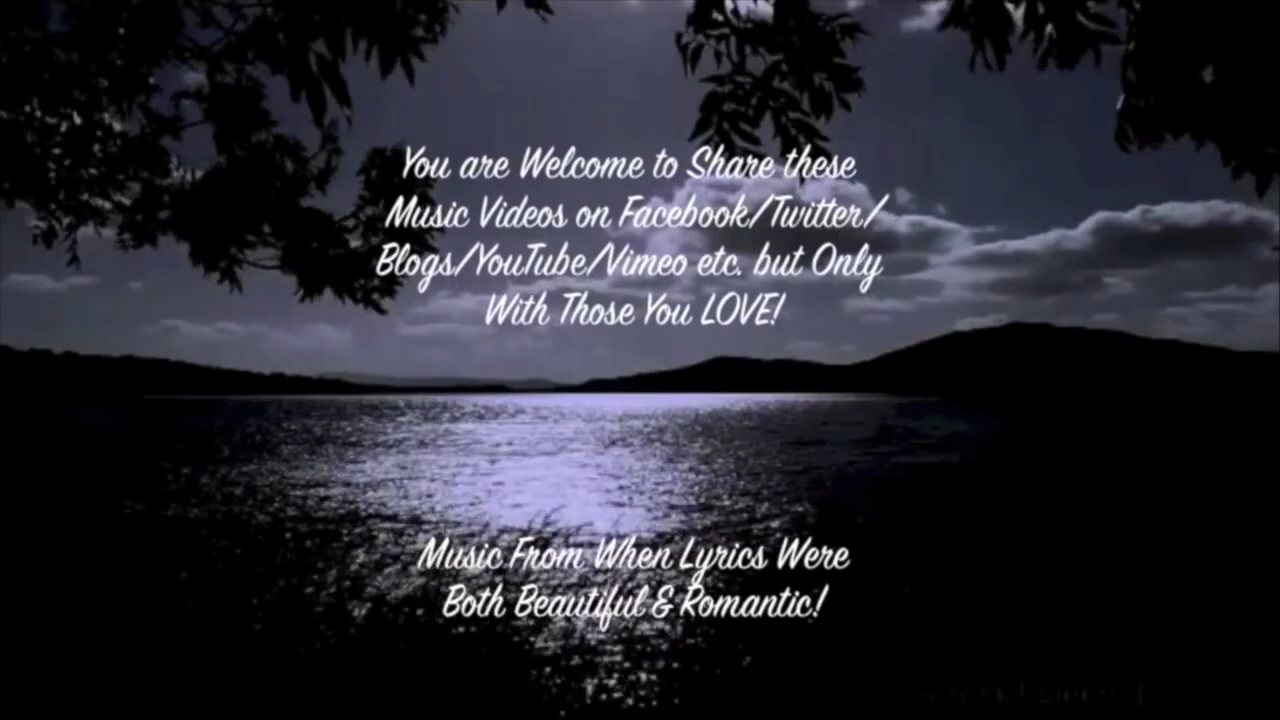 You are Welcome to Share these
Music Videos on Facebook/Twitter/
Blogs/YouTube/Vimeo etc. but Only
With Those You LOVE!
Music From When Lyrics Were
Both Beautiful & Romantic!